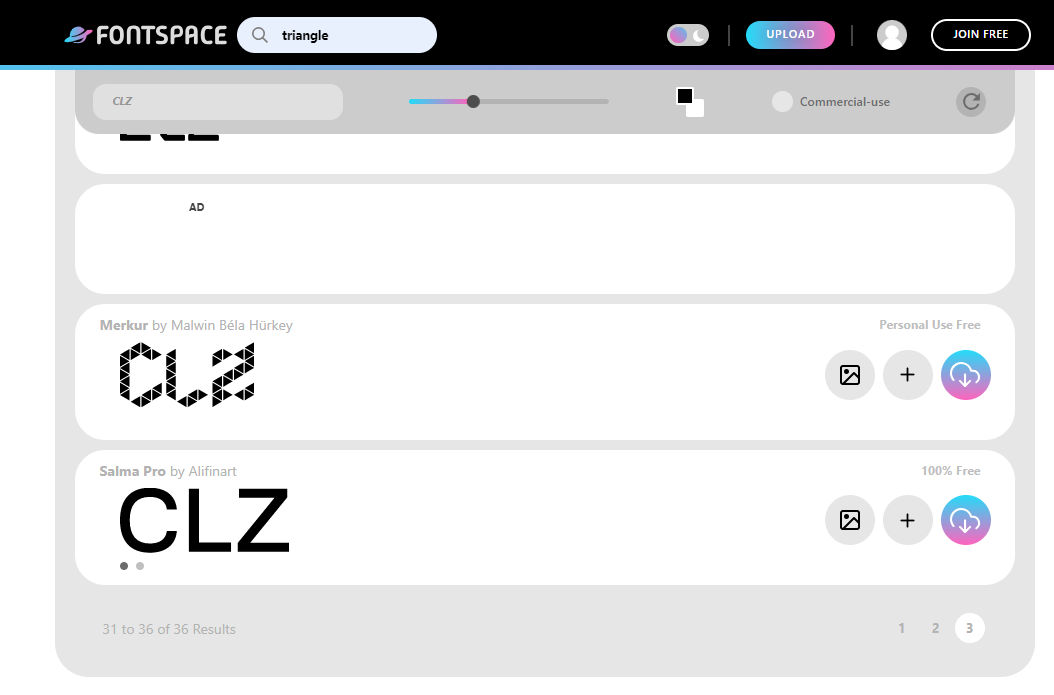 FONTSPACE
triangle
UPLOAD
JOIN FREE
CLZ
Commercial-use
AD
Merkur by Malwin Béla Hürkey
Personal Use Free
CLZ
Salma Pro by Alifinart
100% Free
CLZ
31 to 36 of 36 Results
1 2 3